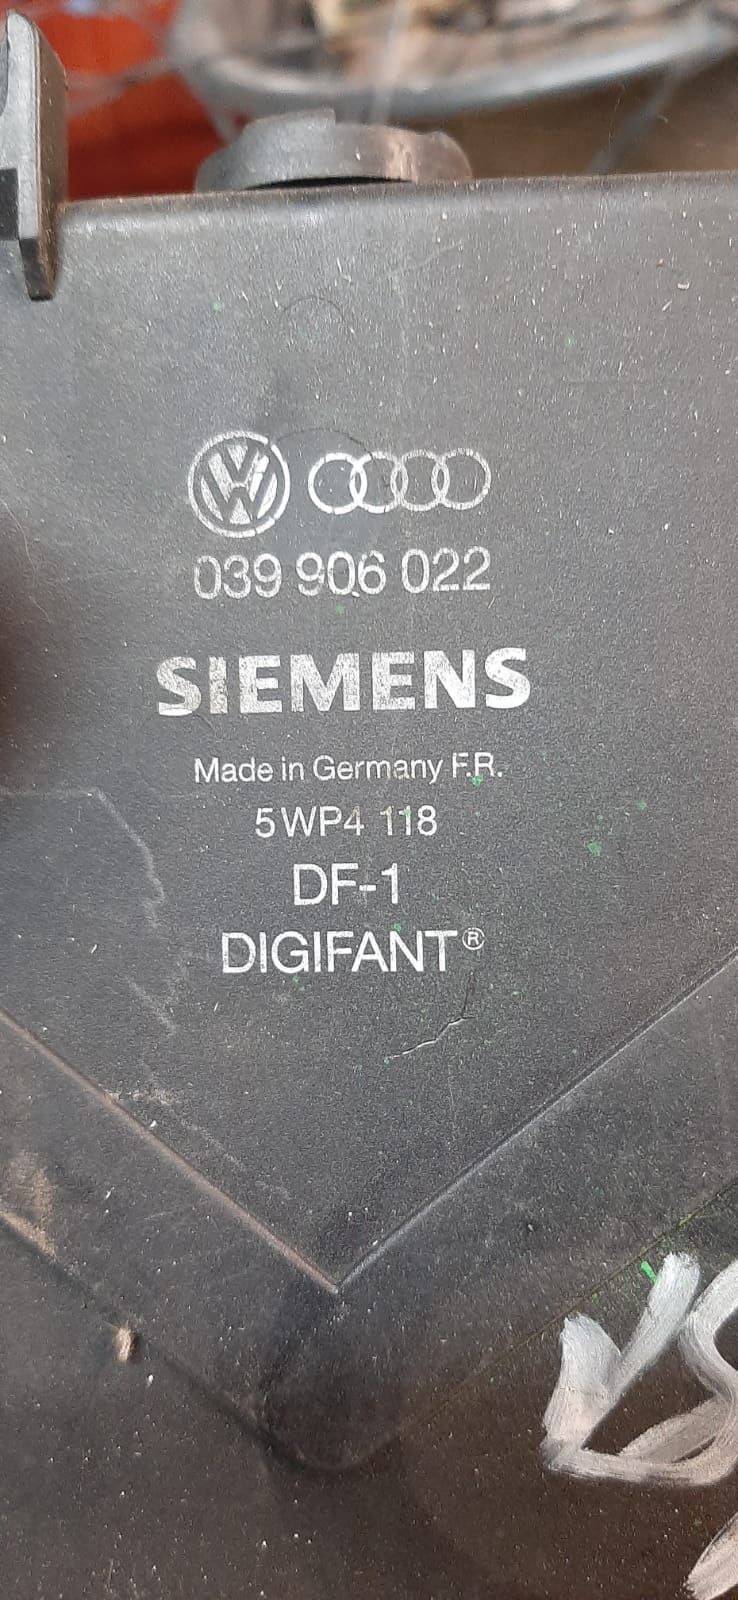 039 906 022
SIEMENS
Made in Germany F.R.
5WP4 118
DF-1
DIGIFANT®